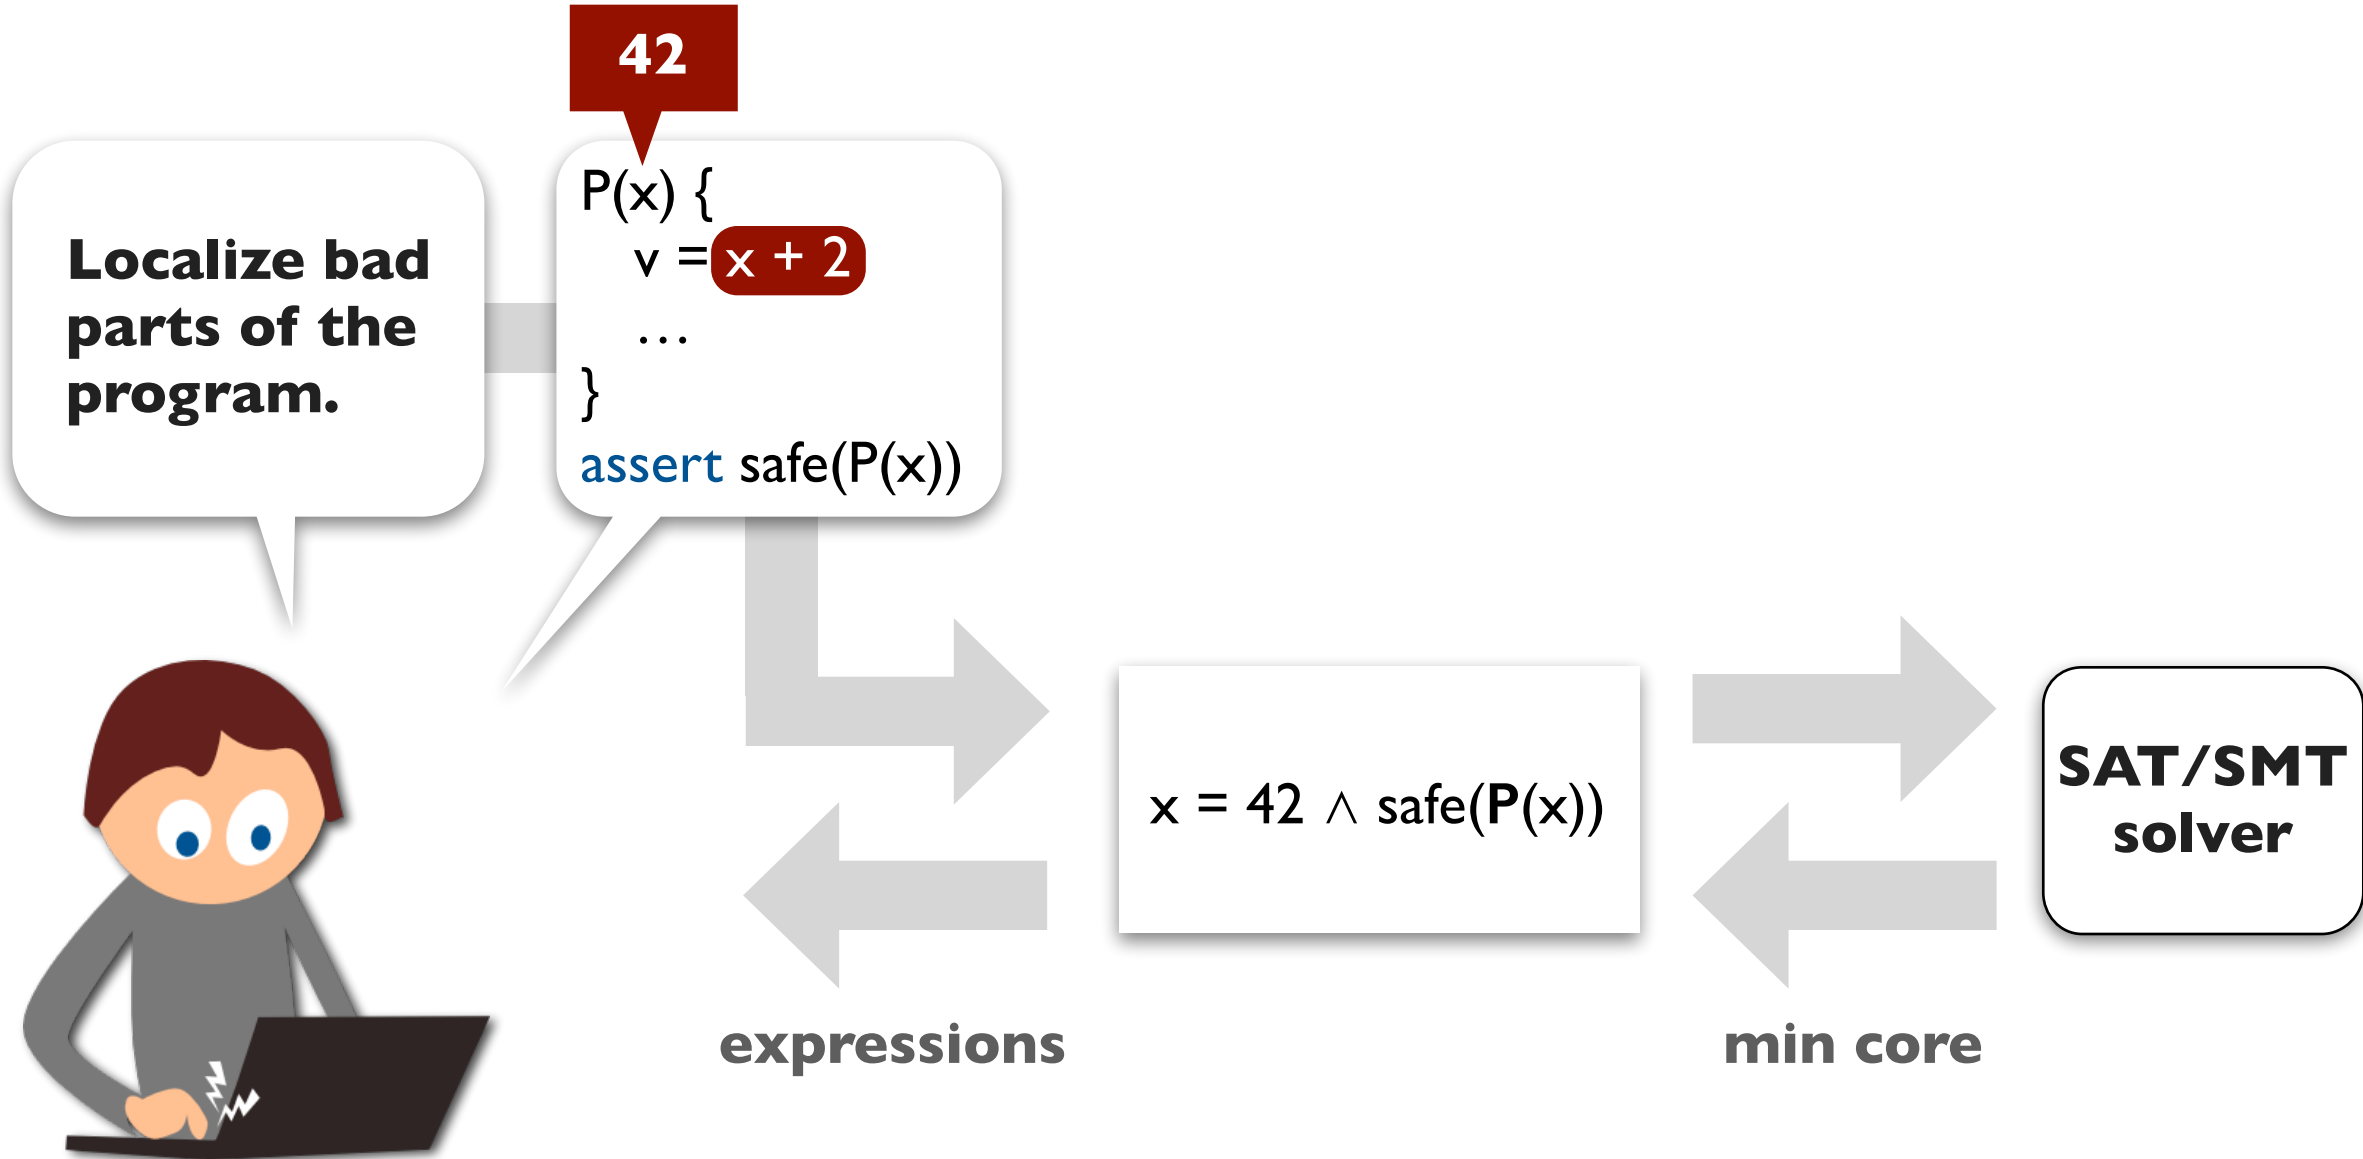 42
Localize bad
parts of the
program.
P(x) {
v = x + 2
…
}
assert safe(P(x))
x = 42 ∧ safe(P(x))
SAT/SMT
solver
expressions
min core